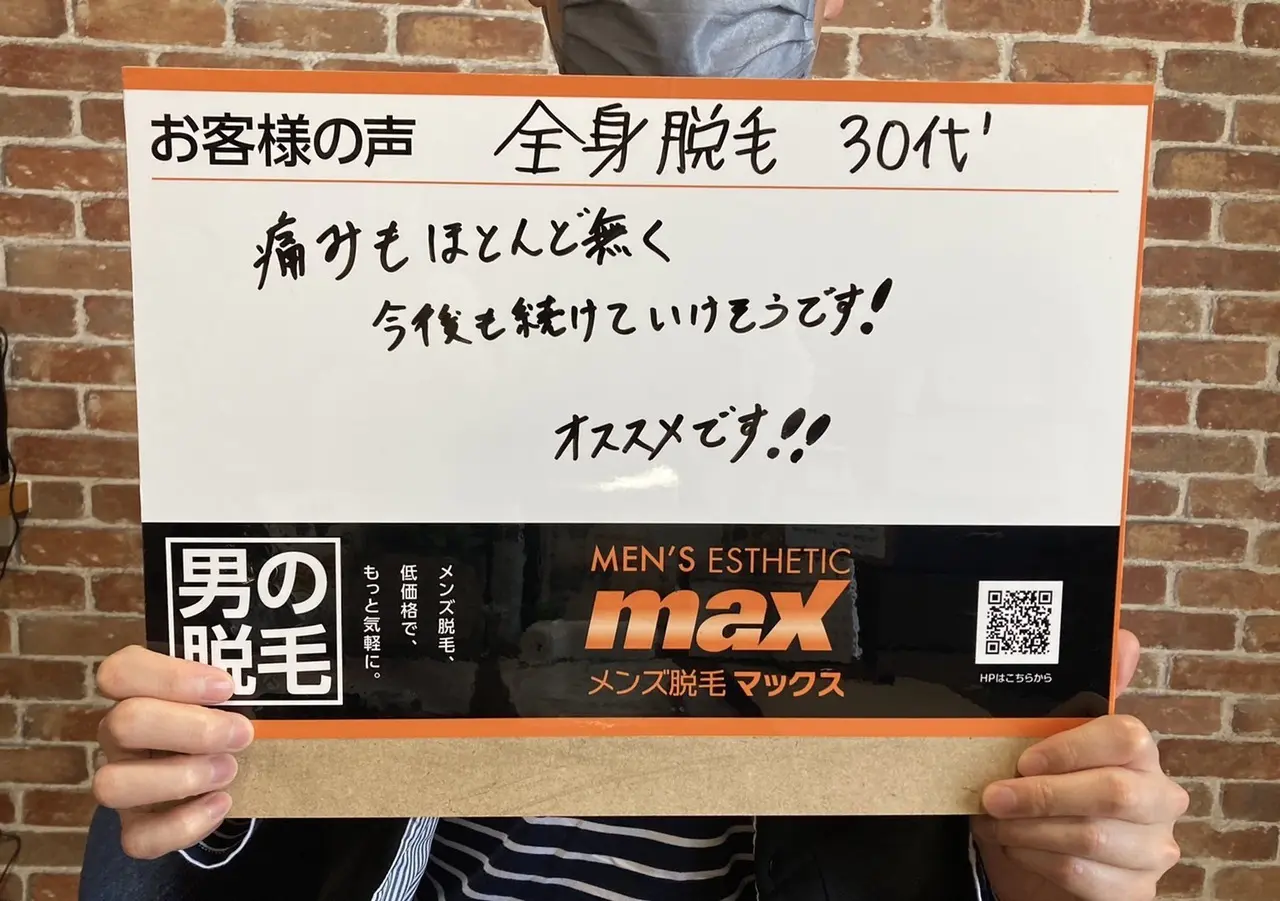 お客様の声 全身脱毛 30代
痛みもほとんど無く
今後も続けていけそうです!
オススメです!!
男の
脱毛
メンズ脱毛、
低価格で、
もっと気軽に。
MEN'S ESTHETIC
max
メンズ脱毛 マックス
HPはこちらから